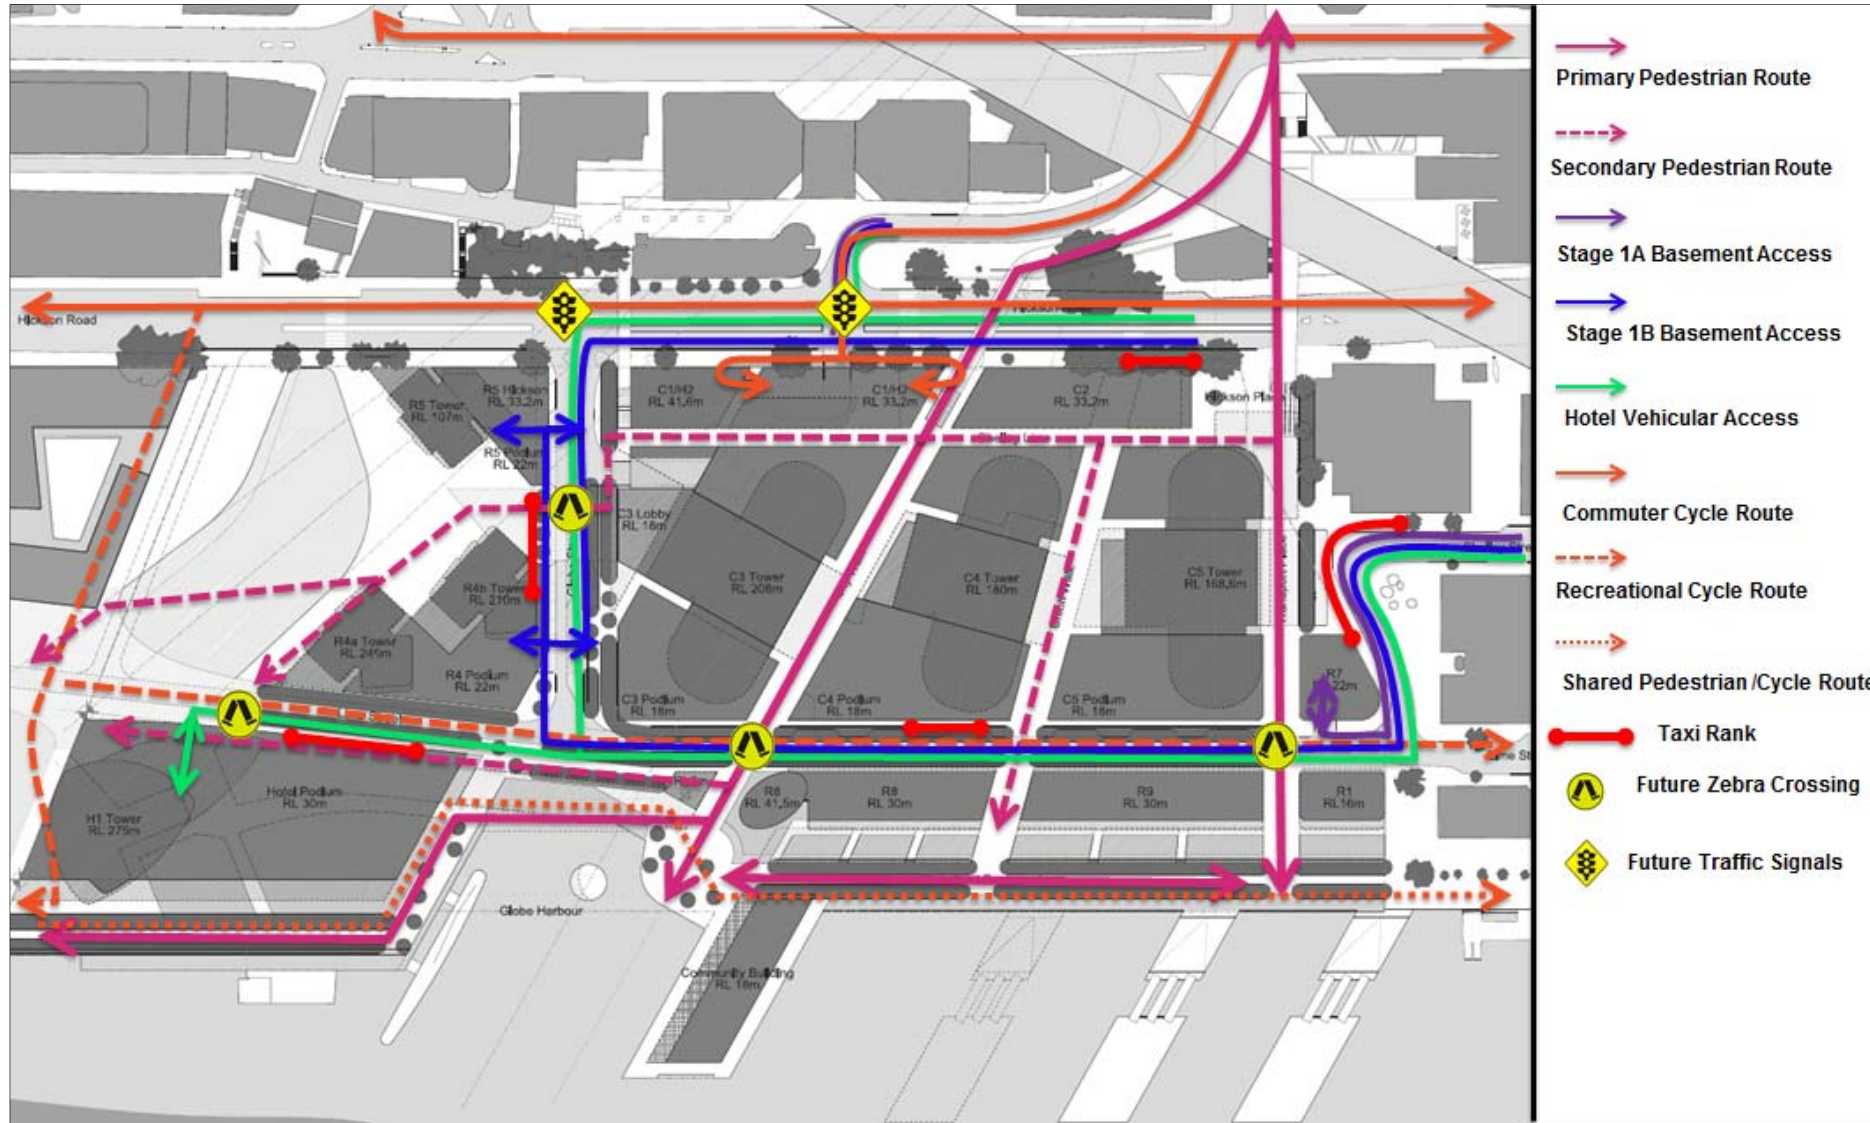 Hickson Road
R5 Hickson
RL 33.2m
R5 Tower
RL 107m
R5 Podium
RL 22m
C1/H2
RL 41.6m
C1/H2
RL 33.2m
C2
RL 33.2m
Hickson Place
Shelley Lane
C3 Lobby
RL 18m
C3 Tower
RL 208m
C4 Tower
RL 180m
C5 Tower
RL 168.6m
R4b Tower
RL 210m
R4a Tower
R4 Podium
RL 22m
C3 Podium
RL 18m
C4 Podium
RL 18m
C5 Podium
RL 18m
R7
22m
Hotel Podium
RL 30m
H1 Tower
RL 275m
R8
RL 41.5m
R8
RL 30m
R9
RL 30m
R1
RL16m
Globe Harbour
Community Building
RL 18m
Primary Pedestrian Route
Secondary Pedestrian Route
Stage 1A Basement Access
Stage 1B Basement Access
Hotel Vehicular Access
Commuter Cycle Route
Recreational Cycle Route
Shared Pedestrian /Cycle Route
Taxi Rank
Future Zebra Crossing
Future Traffic Signals